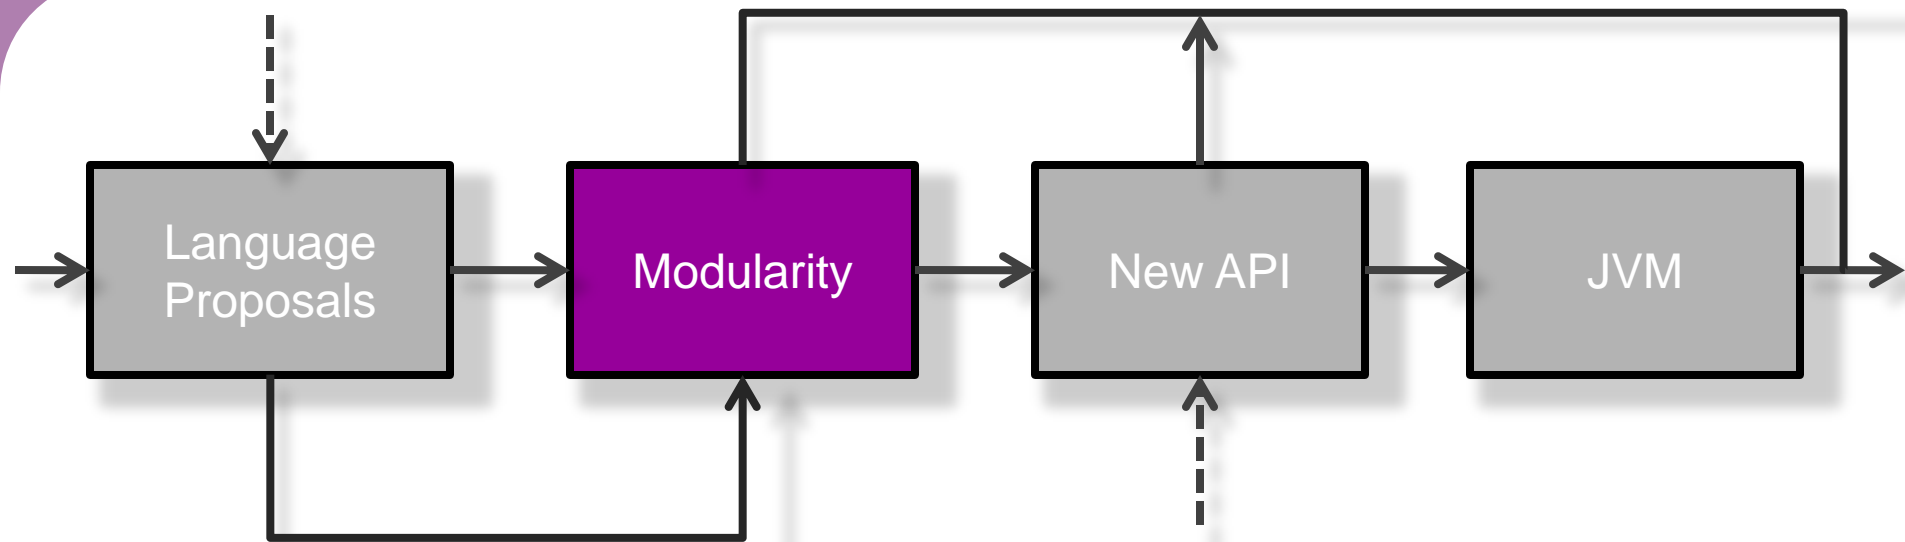 Language
Proposals
Modularity
New API
JVM